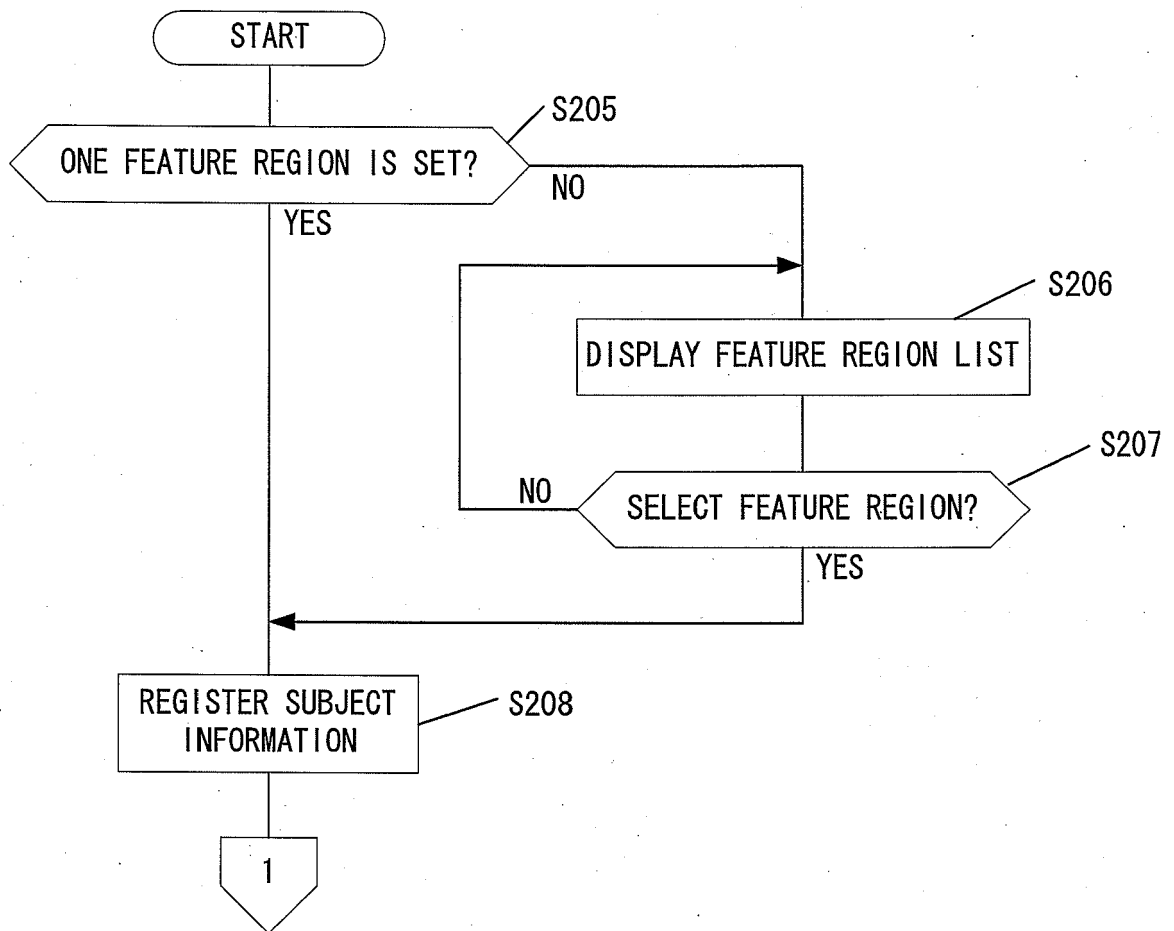 START
S205
ONE FEATURE REGION IS SET?
NO
YES
S206
DISPLAY FEATURE REGION LIST
S207
NO
SELECT FEATURE REGION?
YES
REGISTER SUBJECT
INFORMATION
S208
1